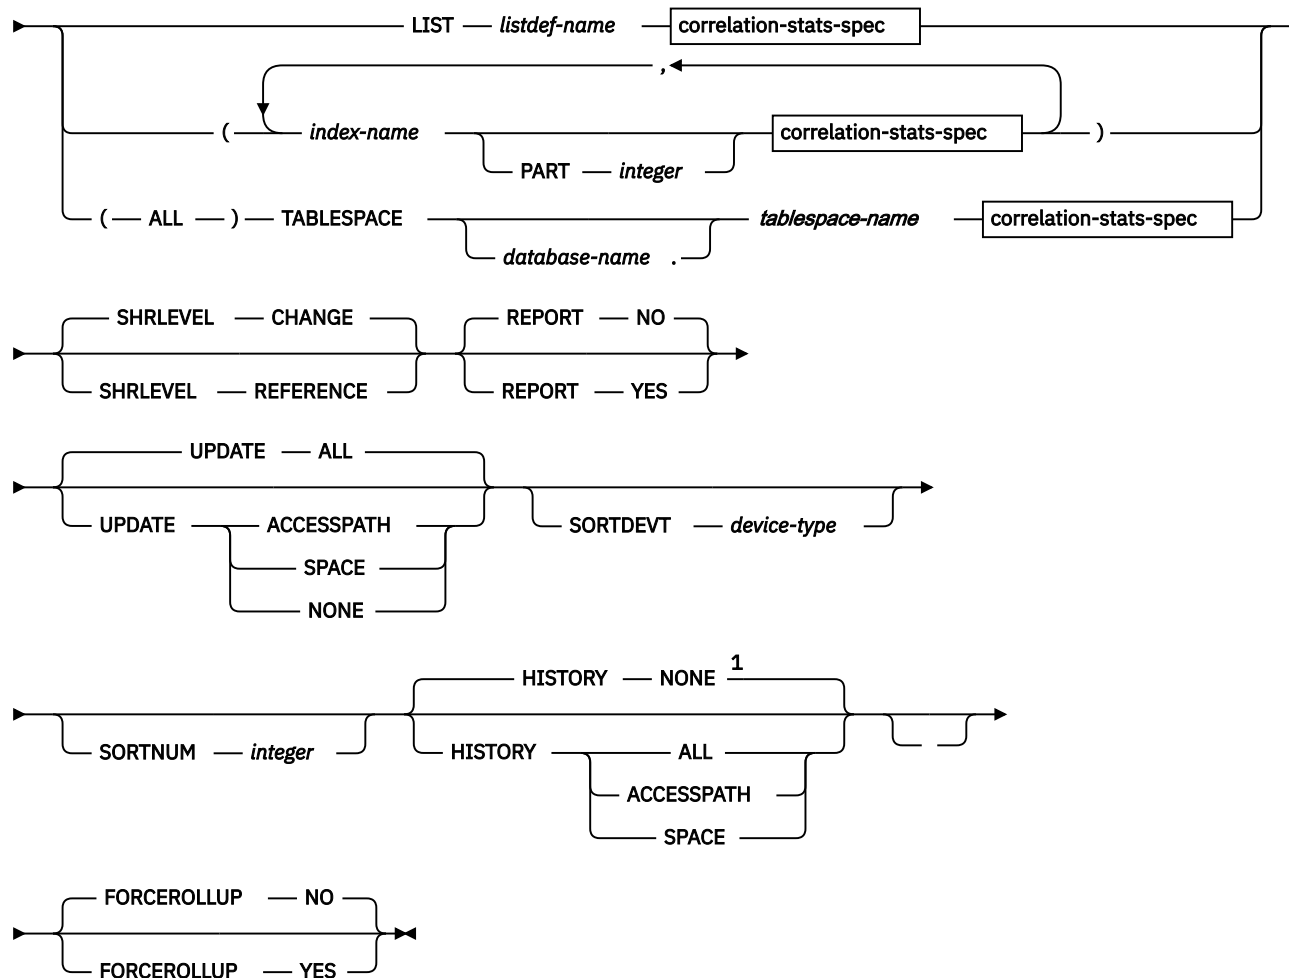 LIST listdef-name correlation-stats-spec
,
( index-name PART integer correlation-stats-spec )
( ALL ) TABLESPACE database-name . tablespace-name correlation-stats-spec
SHRLEVEL CHANGE REPORT NO
SHRLEVEL REFERENCE REPORT YES
UPDATE ALL
UPDATE ACCESSPATH SORTDEVT device-type
SPACE
NONE
HISTORY NONE 1
SORTNUM integer HISTORY ALL
ACCESSPATH
SPACE
FORCEROLLUP NO
FORCEROLLUP YES